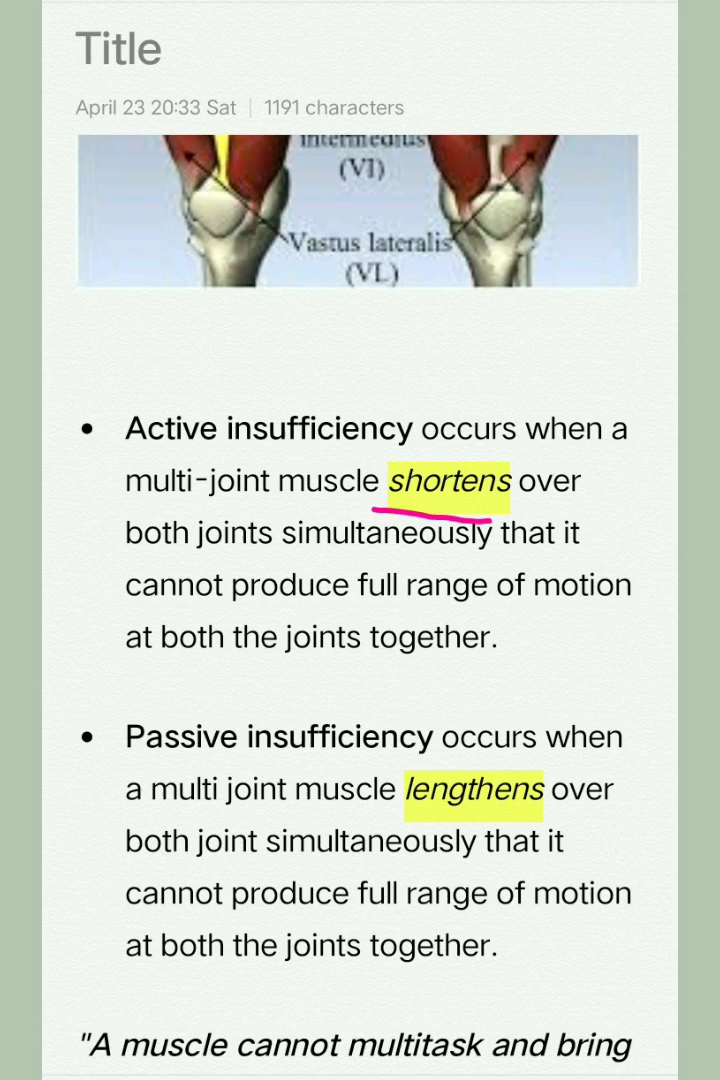 Title
April 23 20:33 Sat | 1191 characters
intermedius
(VI)
Vastus lateralis
(VL)
• Active insufficiency occurs when a
multi-joint muscle shortens over
both joints simultaneously that it
cannot produce full range of motion
at both the joints together.
• Passive insufficiency occurs when
a multi joint muscle lengthens over
both joint simultaneously that it
cannot produce full range of motion
at both the joints together.
"A muscle cannot multitask and bring